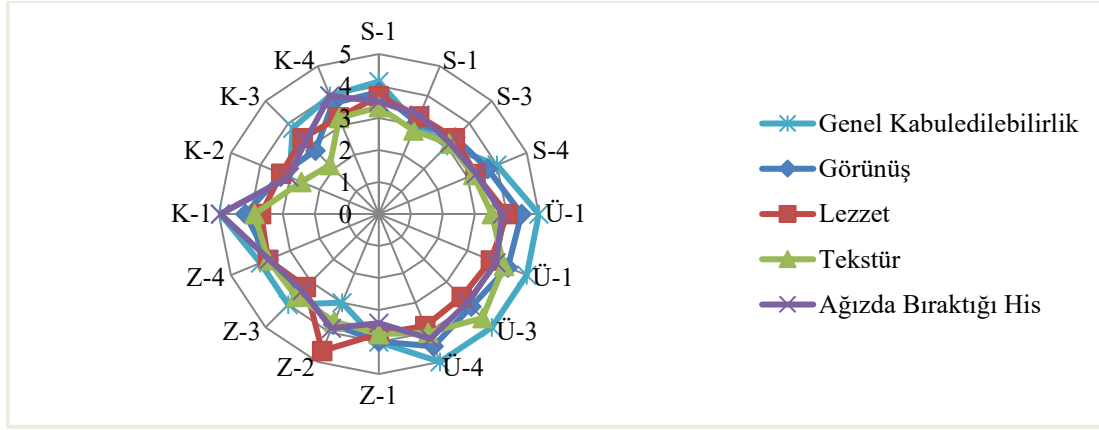 S-1
S-1
S-3
S-4
Ü-1
Ü-1
Ü-3
Ü-4
Z-1
Z-2
Z-3
Z-4
K-1
K-2
K-3
K-4
5
4
3
2
1
0
Genel Kabuledilebilirlik
Görünüş
Lezzet
Tekstür
Ağızda Bıraktığı His